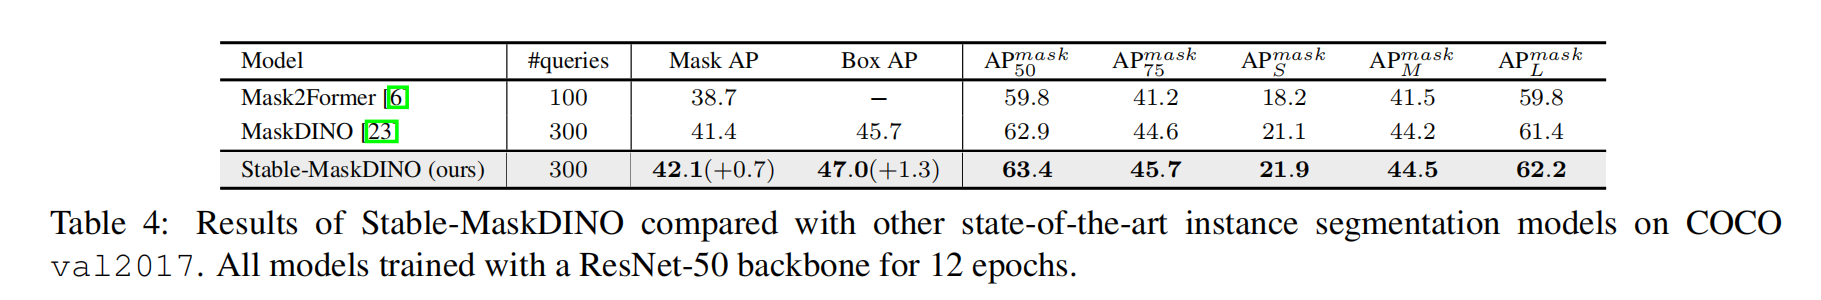 Model #queries Mask AP Box AP AP^{mask}_{50} AP^{mask}_{75} AP^{mask}_{S} AP^{mask}_{M} AP^{mask}_{L}
Mask2Former [6] 100 38.7 − 59.8 41.2 18.2 41.5 59.8
MaskDINO [23] 300 41.4 45.7 62.9 44.6 21.1 44.2 61.4
Stable-MaskDINO (ours) 300 42.1(+0.7) 47.0(+1.3) 63.4 45.7 21.9 44.5 62.2
Table 4: Results of Stable-MaskDINO compared with other state-of-the-art instance segmentation models on COCO
val2017. All models trained with a ResNet-50 backbone for 12 epochs.